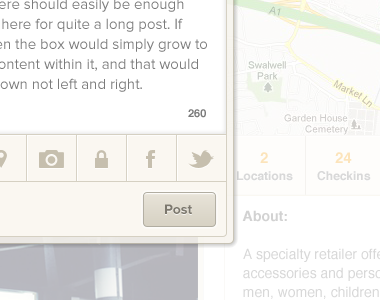 ere should easily be enough
here for quite a long post. If
en the box would simply grow to
ontent within it, and that would
own not left and right.
260
Post
A1
Swalwell
Park
Market Ln
Garden House
Cemetery
2
Locations
24
Checkins
About:
A specialty retailer offe
accessories and perso
men, women, children